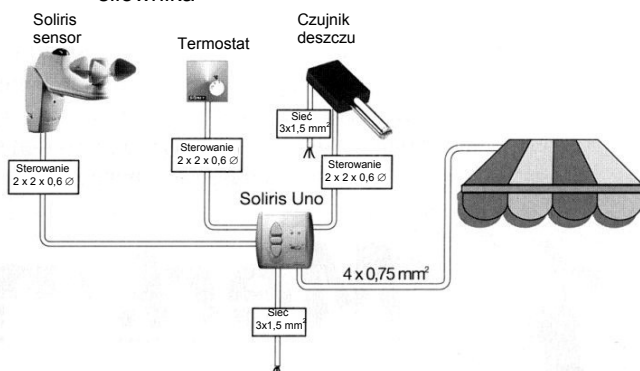 Soliris
sensor
Termostat
Czujnik
deszczu
Sieć
3x1,5 mm²
Sterowanie
2 x 2 x 0,6 ∅
Sterowanie
2 x 2 x 0,6 ∅
Sterowanie
2 x 2 x 0,6 ∅
Soliris Uno
4 x 0,75 mm²
Sieć
3x1,5 mm²